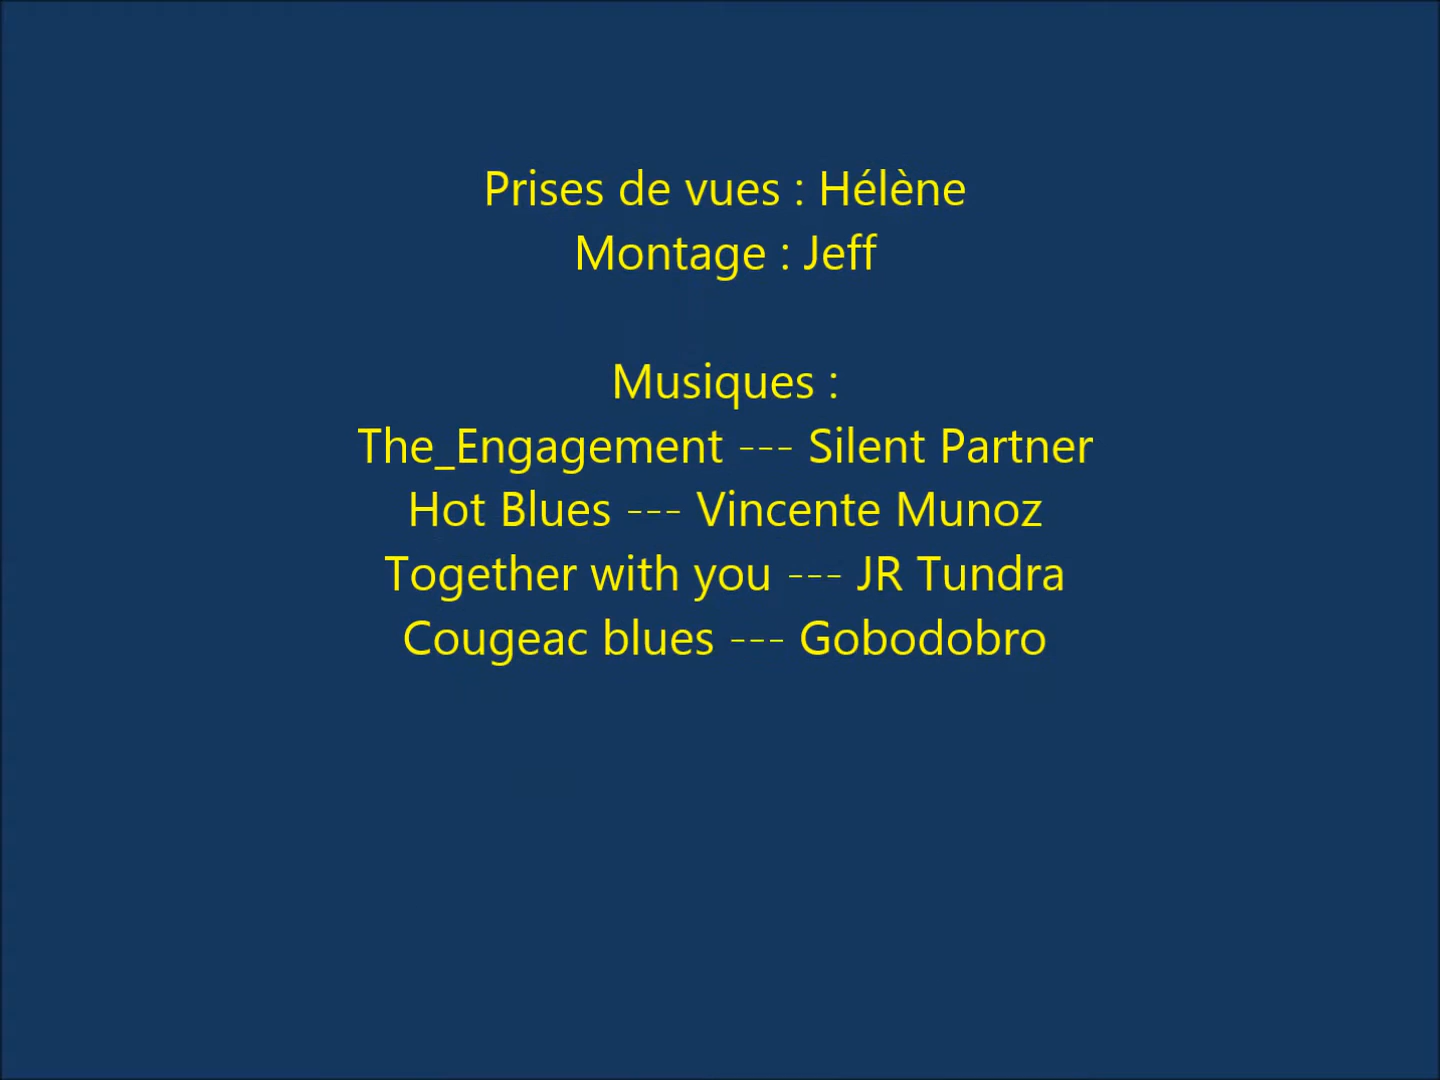 Prises de vues : Hélène
Montage : Jeff
Musiques :
The_Engagement --- Silent Partner
Hot Blues --- Vincente Munoz
Together with you --- JR Tundra
Cougeac blues --- Gobodobro